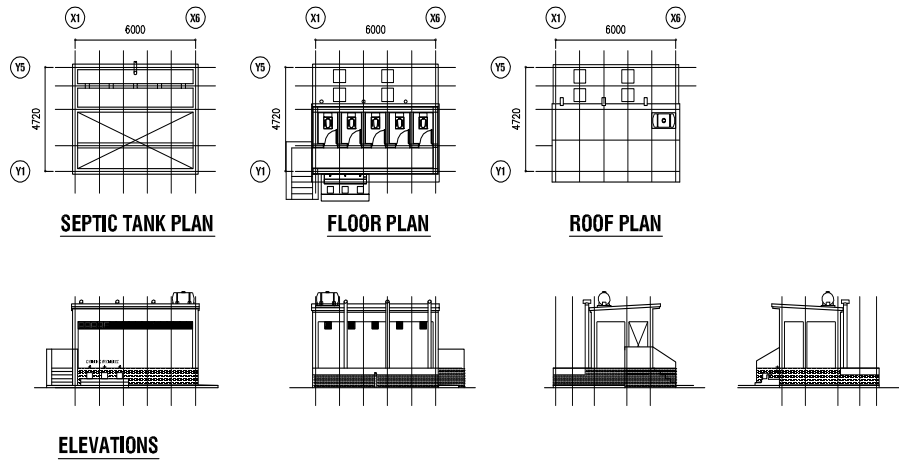 X1 X6 X1 X6 X1 X6
6000 6000 6000
Y5 Y5 Y5
4720 4720 4720
Y1 Y1 Y1
SEPTIC TANK PLAN FLOOR PLAN ROOF PLAN
ELEVATIONS